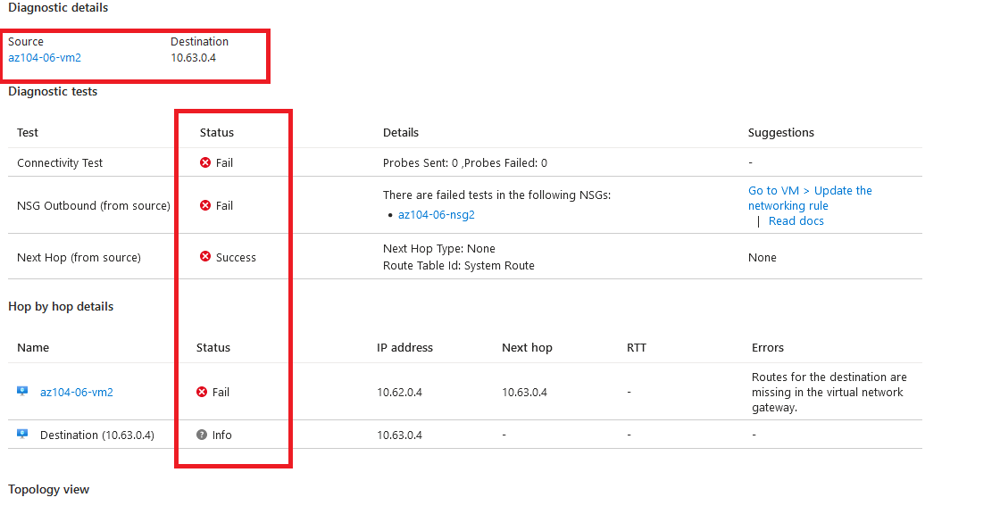 Diagnostic details
Source Destination
az104-06-vm2 10.63.0.4
Diagnostic tests
Test Status Details Suggestions
Connectivity Test Fail Probes Sent: 0 ,Probes Failed: 0 -
There are failed tests in the following NSGs: Go to VM > Update the
NSG Outbound (from source) Fail networking rule
• az104-06-nsg2 | Read docs
Next Hop Type: None
Next Hop (from source) Success None
Route Table Id: System Route
Hop by hop details
Name Status IP address Next hop RTT Errors
Routes for the destination are
az104-06-vm2 Fail 10.62.0.4 10.63.0.4 - missing in the virtual network
gateway.
Destination (10.63.0.4) Info 10.63.0.4 - - -
Topology view